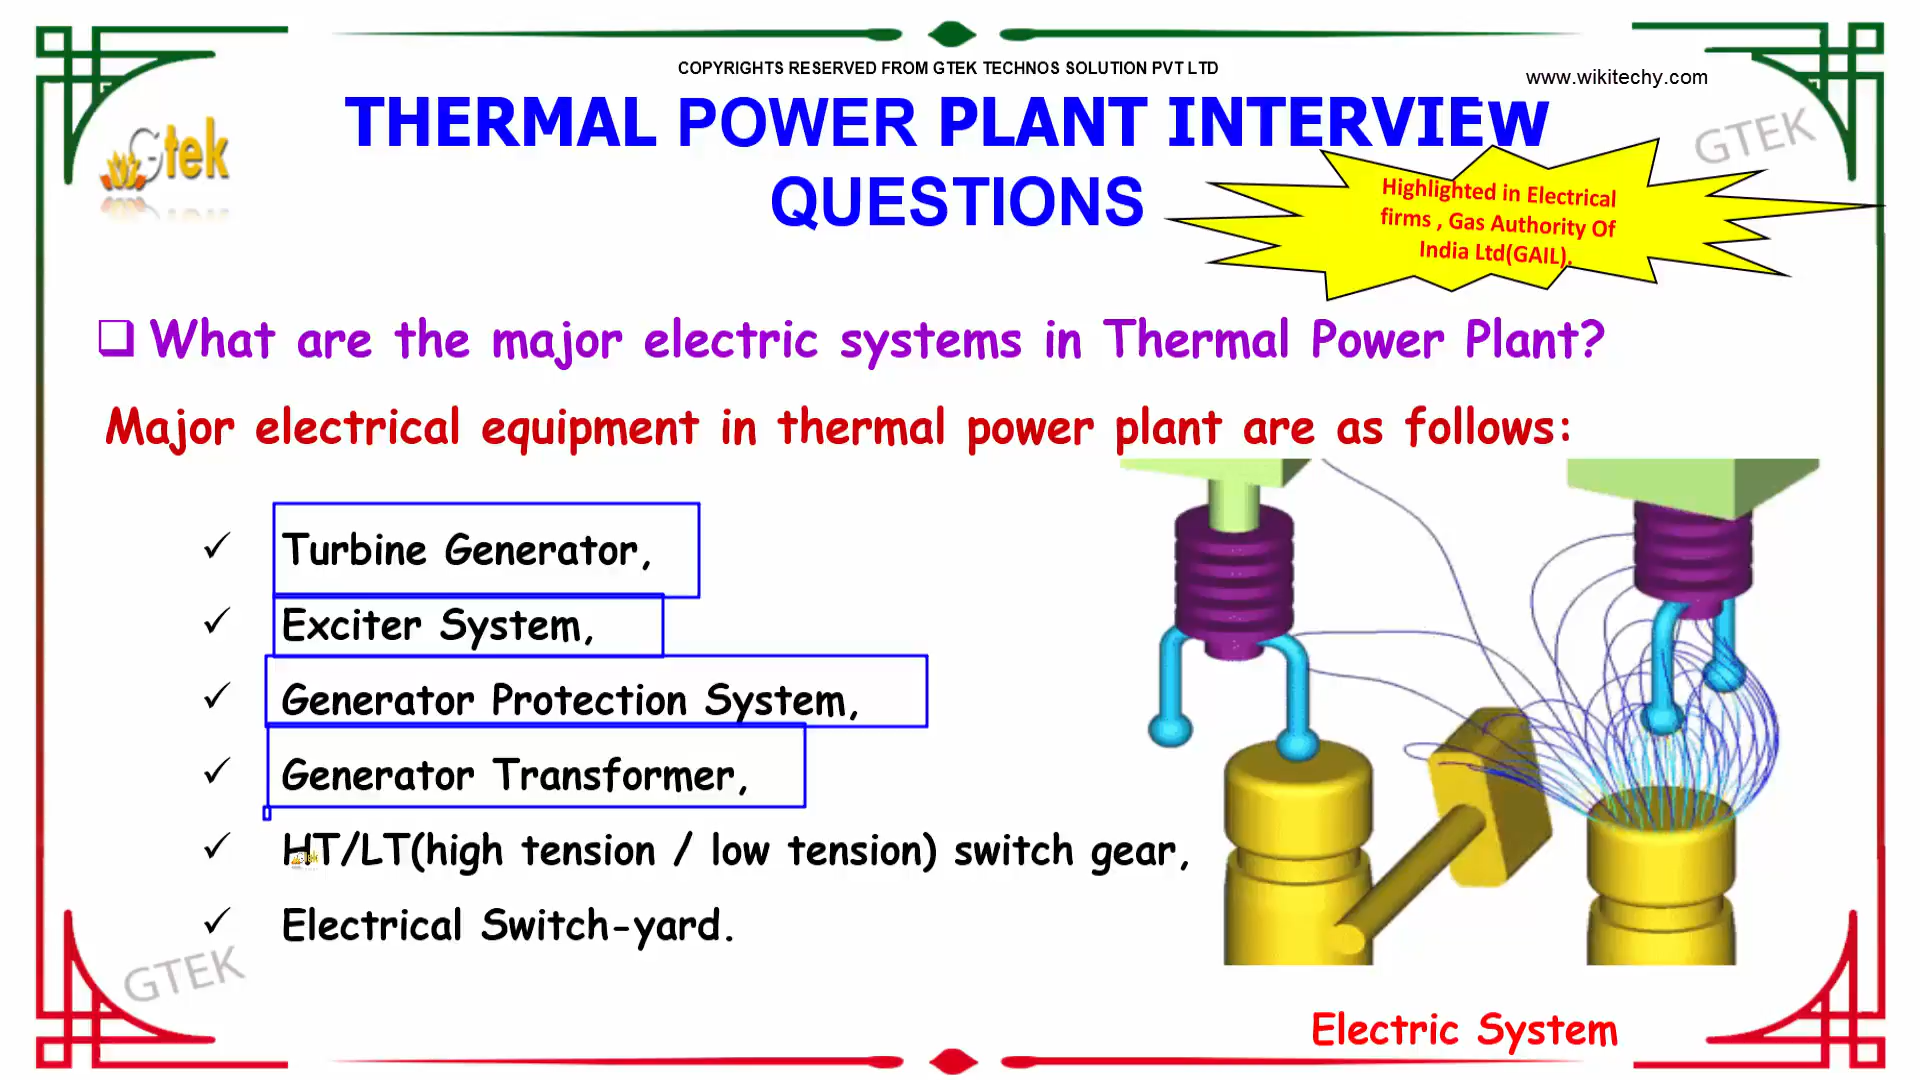 COPYRIGHTS RESERVED FROM GTEK TECHNOS SOLUTION PVT LTD
www.wikitechy.com
Gtek
THERMAL POWER PLANT INTERVIEW
QUESTIONS
GTEK
Highlighted in Electrical
firms , Gas Authority Of
India Ltd(GAIL).
What are the major electric systems in Thermal Power Plant?
Major electrical equipment in thermal power plant are as follows:
✓ Turbine Generator,
✓ Exciter System,
✓ Generator Protection System,
✓ Generator Transformer,
✓ HT/LT(high tension / low tension) switch gear,
✓ Electrical Switch-yard.
GTEK
Electric System